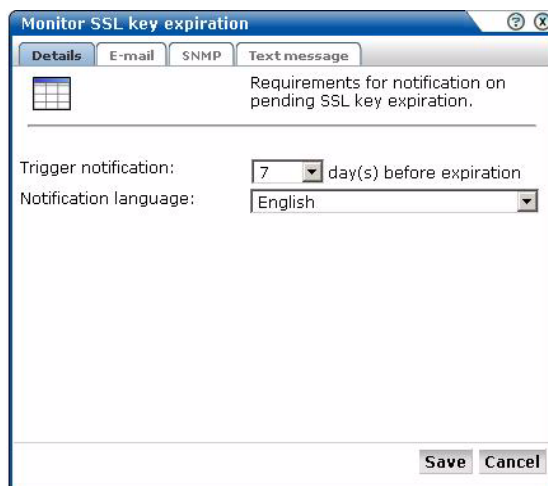 Monitor SSL key expiration
Details E-mail SNMP Text message
Requirements for notification on
pending SSL key expiration.
Trigger notification: 7 day(s) before expiration
Notification language: English
Save Cancel